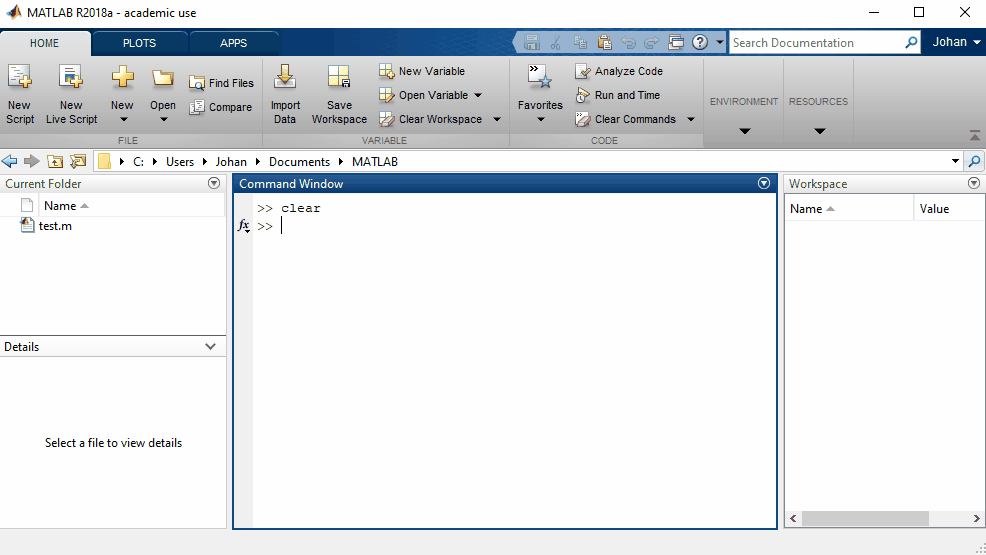 MATLAB R2018a - academic use
HOME PLOTS APPS
Search Documentation
Johan
New Script
New Live Script
New
Open
Find Files
Compare
FILE
Import Data
Save Workspace
New Variable
Open Variable
Clear Workspace
VARIABLE
Favorites
Analyze Code
Run and Time
Clear Commands
CODE
ENVIRONMENT
RESOURCES
C: Users Johan Documents MATLAB
Current Folder
Name
test.m
Details
Select a file to view details
Command Window
>> clear
fx >>
Workspace
Name Value